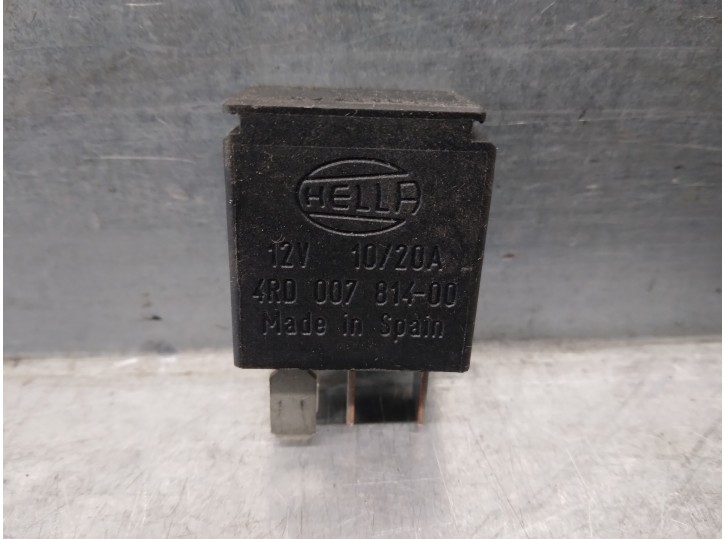 HELLA
12V 10/20A
4RD 007 814-00
Made in Spain